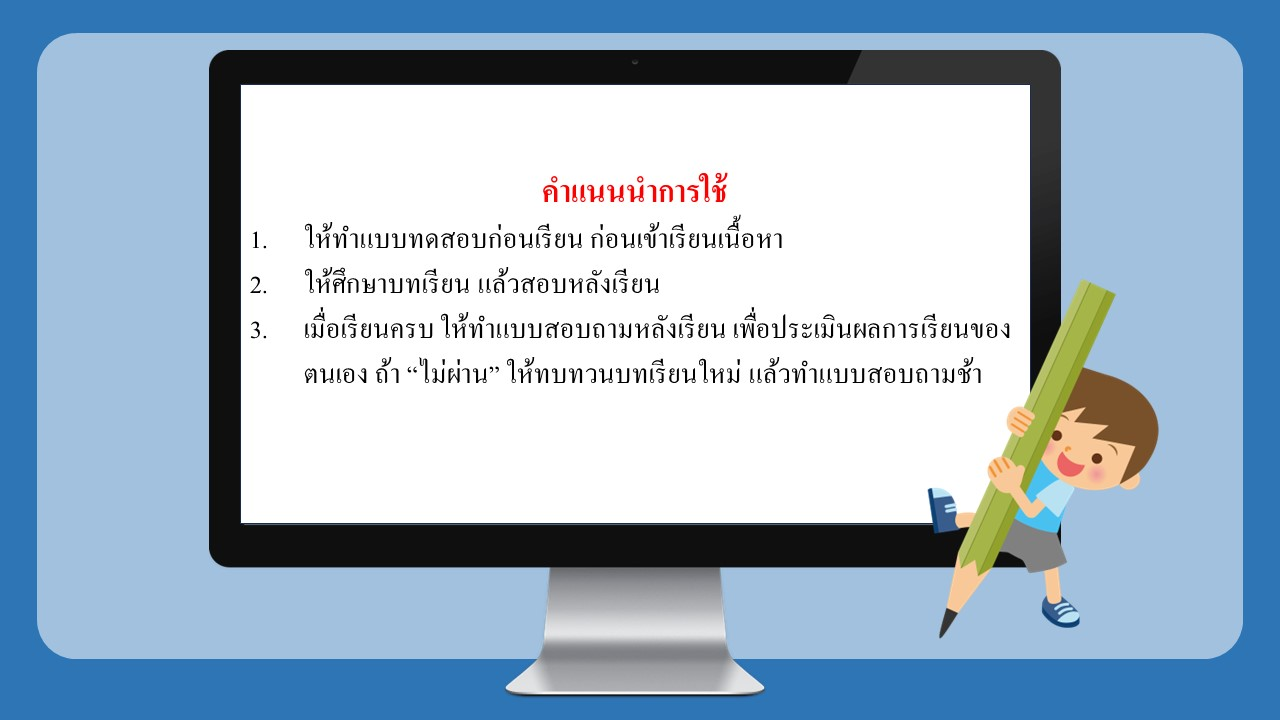 คำแนนนำการใช้
1. ให้ทำแบบทดสอบก่อนเรียน ก่อนเข้าเรียนเนื้อหา
2. ให้ศึกษาบทเรียน แล้วสอบหลังเรียน
3. เมื่อเรียนครบ ให้ทำแบบสอบถามหลังเรียน เพื่อประเมินผลการเรียนของ
ตนเอง ถ้า “ไม่ผ่าน” ให้ทบทวนบทเรียนใหม่ แล้วทำแบบสอบถามช้า